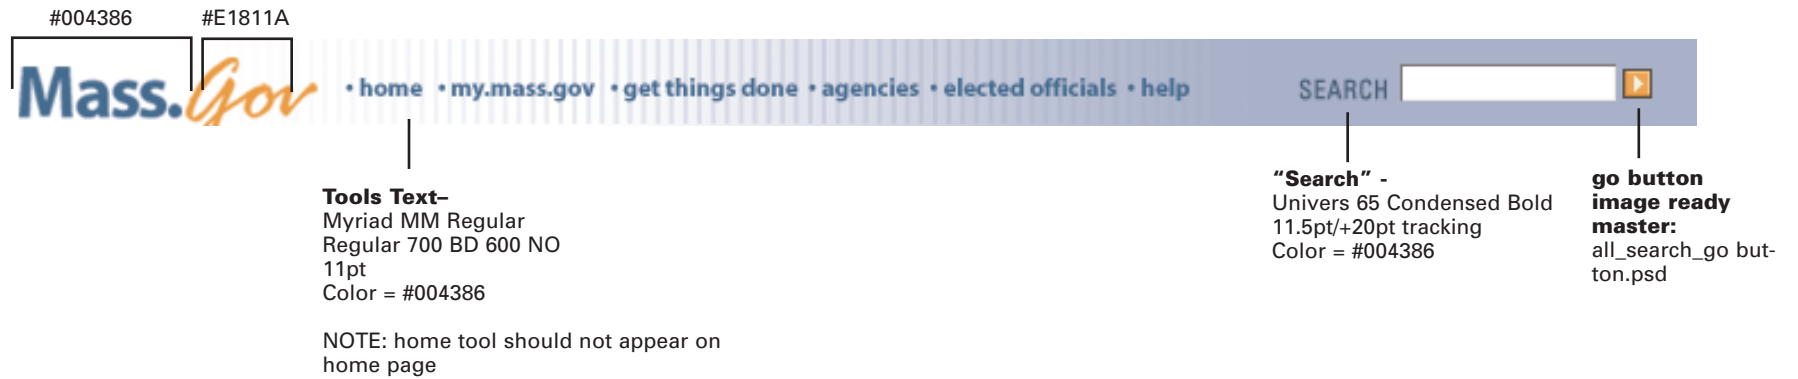 #004386 #E1811A
Mass.Gov • home • my.mass.gov • get things done • agencies • elected officials • help SEARCH
Tools Text–
Myriad MM Regular
Regular 700 BD 600 NO
11pt
Color = #004386
NOTE: home tool should not appear on
home page
“Search” -
Univers 65 Condensed Bold
11.5pt/+20pt tracking
Color = #004386
go button
image ready
master:
all_search_go but-
ton.psd